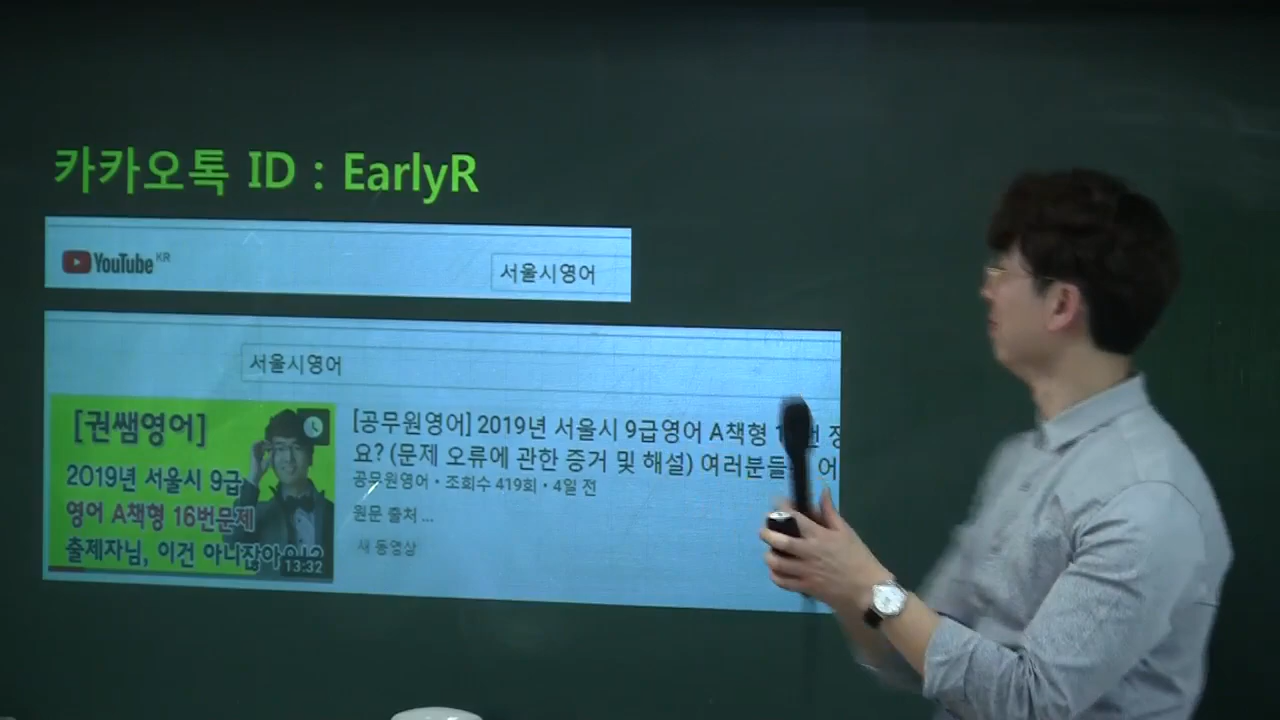 카카오톡 ID : EarlyR
YouTube KR
서울시영어
서울시영어
[권쌤영어]
2019년 서울시 9급
영어 A책형 16번문제
출제자님, 이건 아니잖아
13:32
[공무원영어] 2019년 서울시 9급영어 A책형
요? (문제 오류에 관한 증거 및 해설) 여러분들
공무원영어 • 조회수 419회 • 4일 전
원문 출처 ...
새 동영상